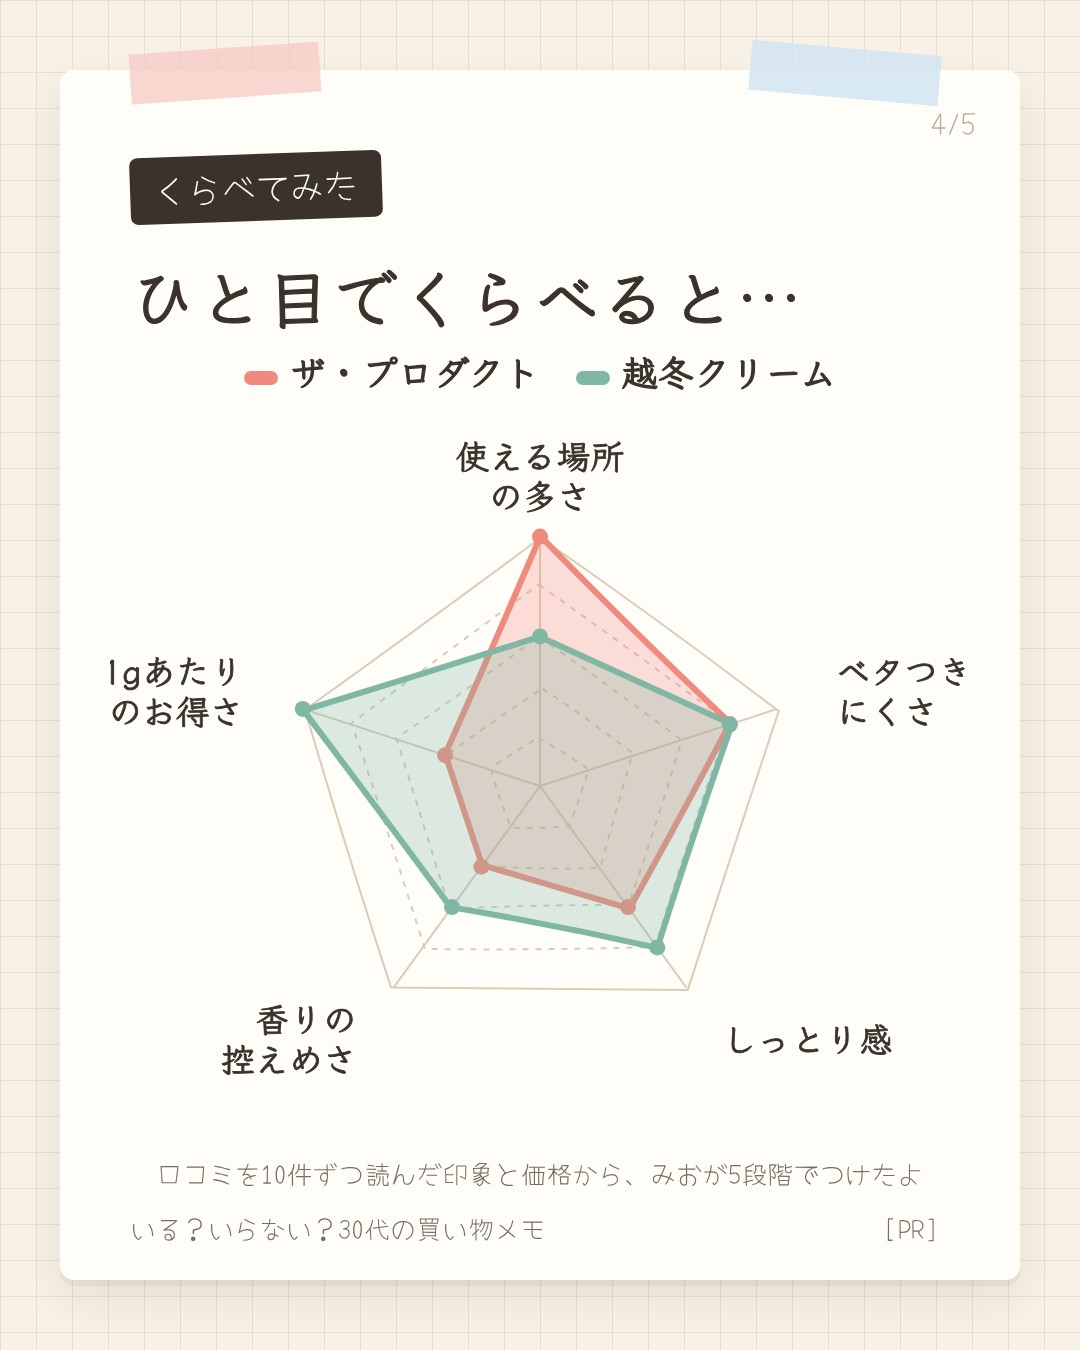 4/5
くらべてみた
ひと目でくらべると…
ザ・プロダクト 越冬クリーム
使える場所
の多さ
1gあたり
のお得さ
ベタつき
にくさ
香りの
控えめさ
しっとり感
口コミを10件ずつ読んだ印象と価格から、みおが5段階でつけたよ
いる？いらない？30代の買い物メモ
[PR]